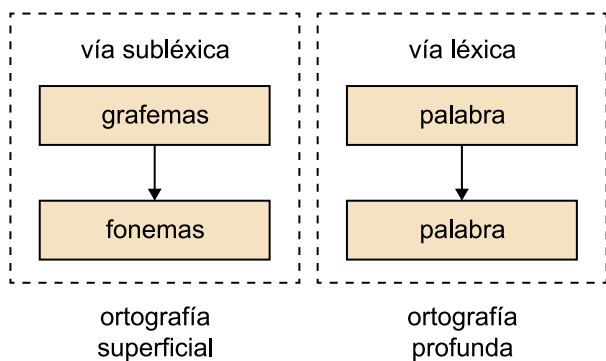 vía subléxica
grafemas
fonemas
ortografía
superficial
vía léxica
palabra
palabra
ortografía
profunda